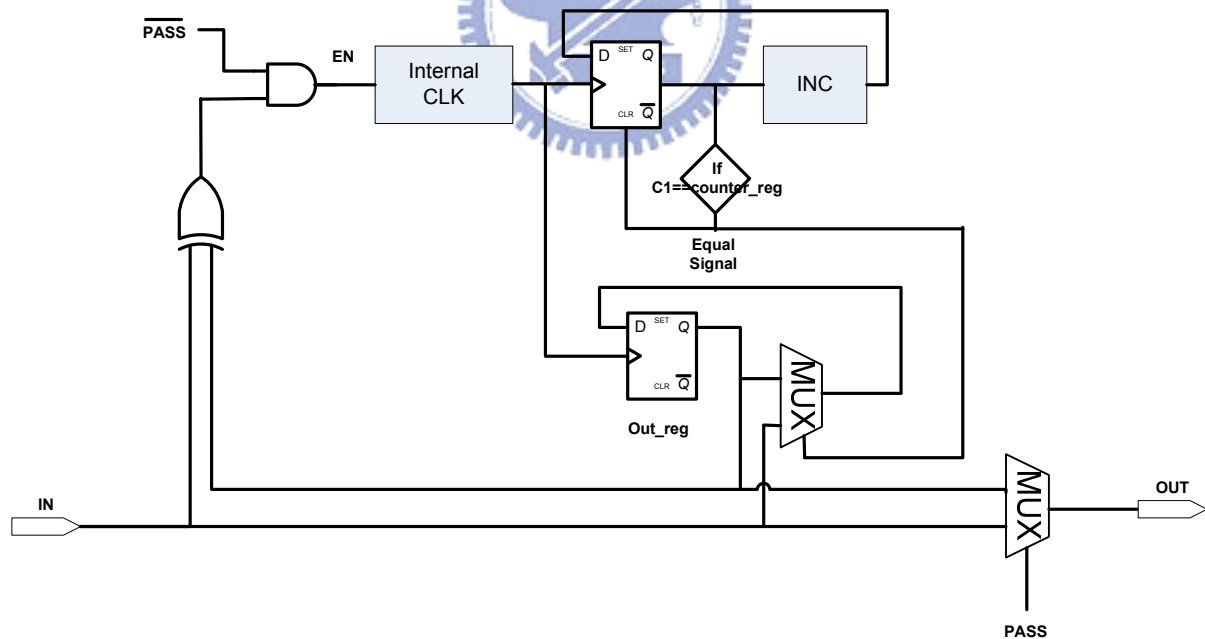 PASS
EN
Internal
CLK
D SET Q
CLR Q
INC
If
C1==counter_reg
Equal
Signal
D SET Q
CLR Q
Out_reg
MUX
IN
MUX
OUT
PASS